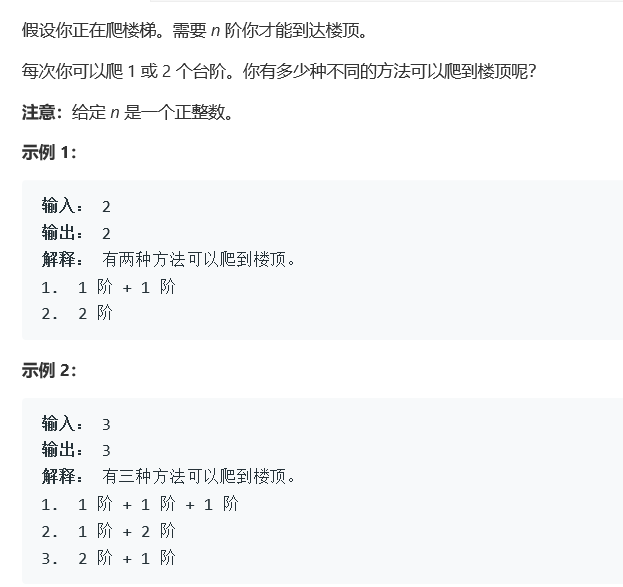 假设你正在爬楼梯。需要 n 阶你才能到达楼顶。
每次你可以爬 1 或 2 个台阶。你有多少种不同的方法可以爬到楼顶呢？
注意：给定 n 是一个正整数。
示例 1：
输入： 2
输出： 2
解释： 有两种方法可以爬到楼顶。
1. 1 阶 + 1 阶
2. 2 阶
示例 2：
输入： 3
输出： 3
解释： 有三种方法可以爬到楼顶。
1. 1 阶 + 1 阶 + 1 阶
2. 1 阶 + 2 阶
3. 2 阶 + 1 阶